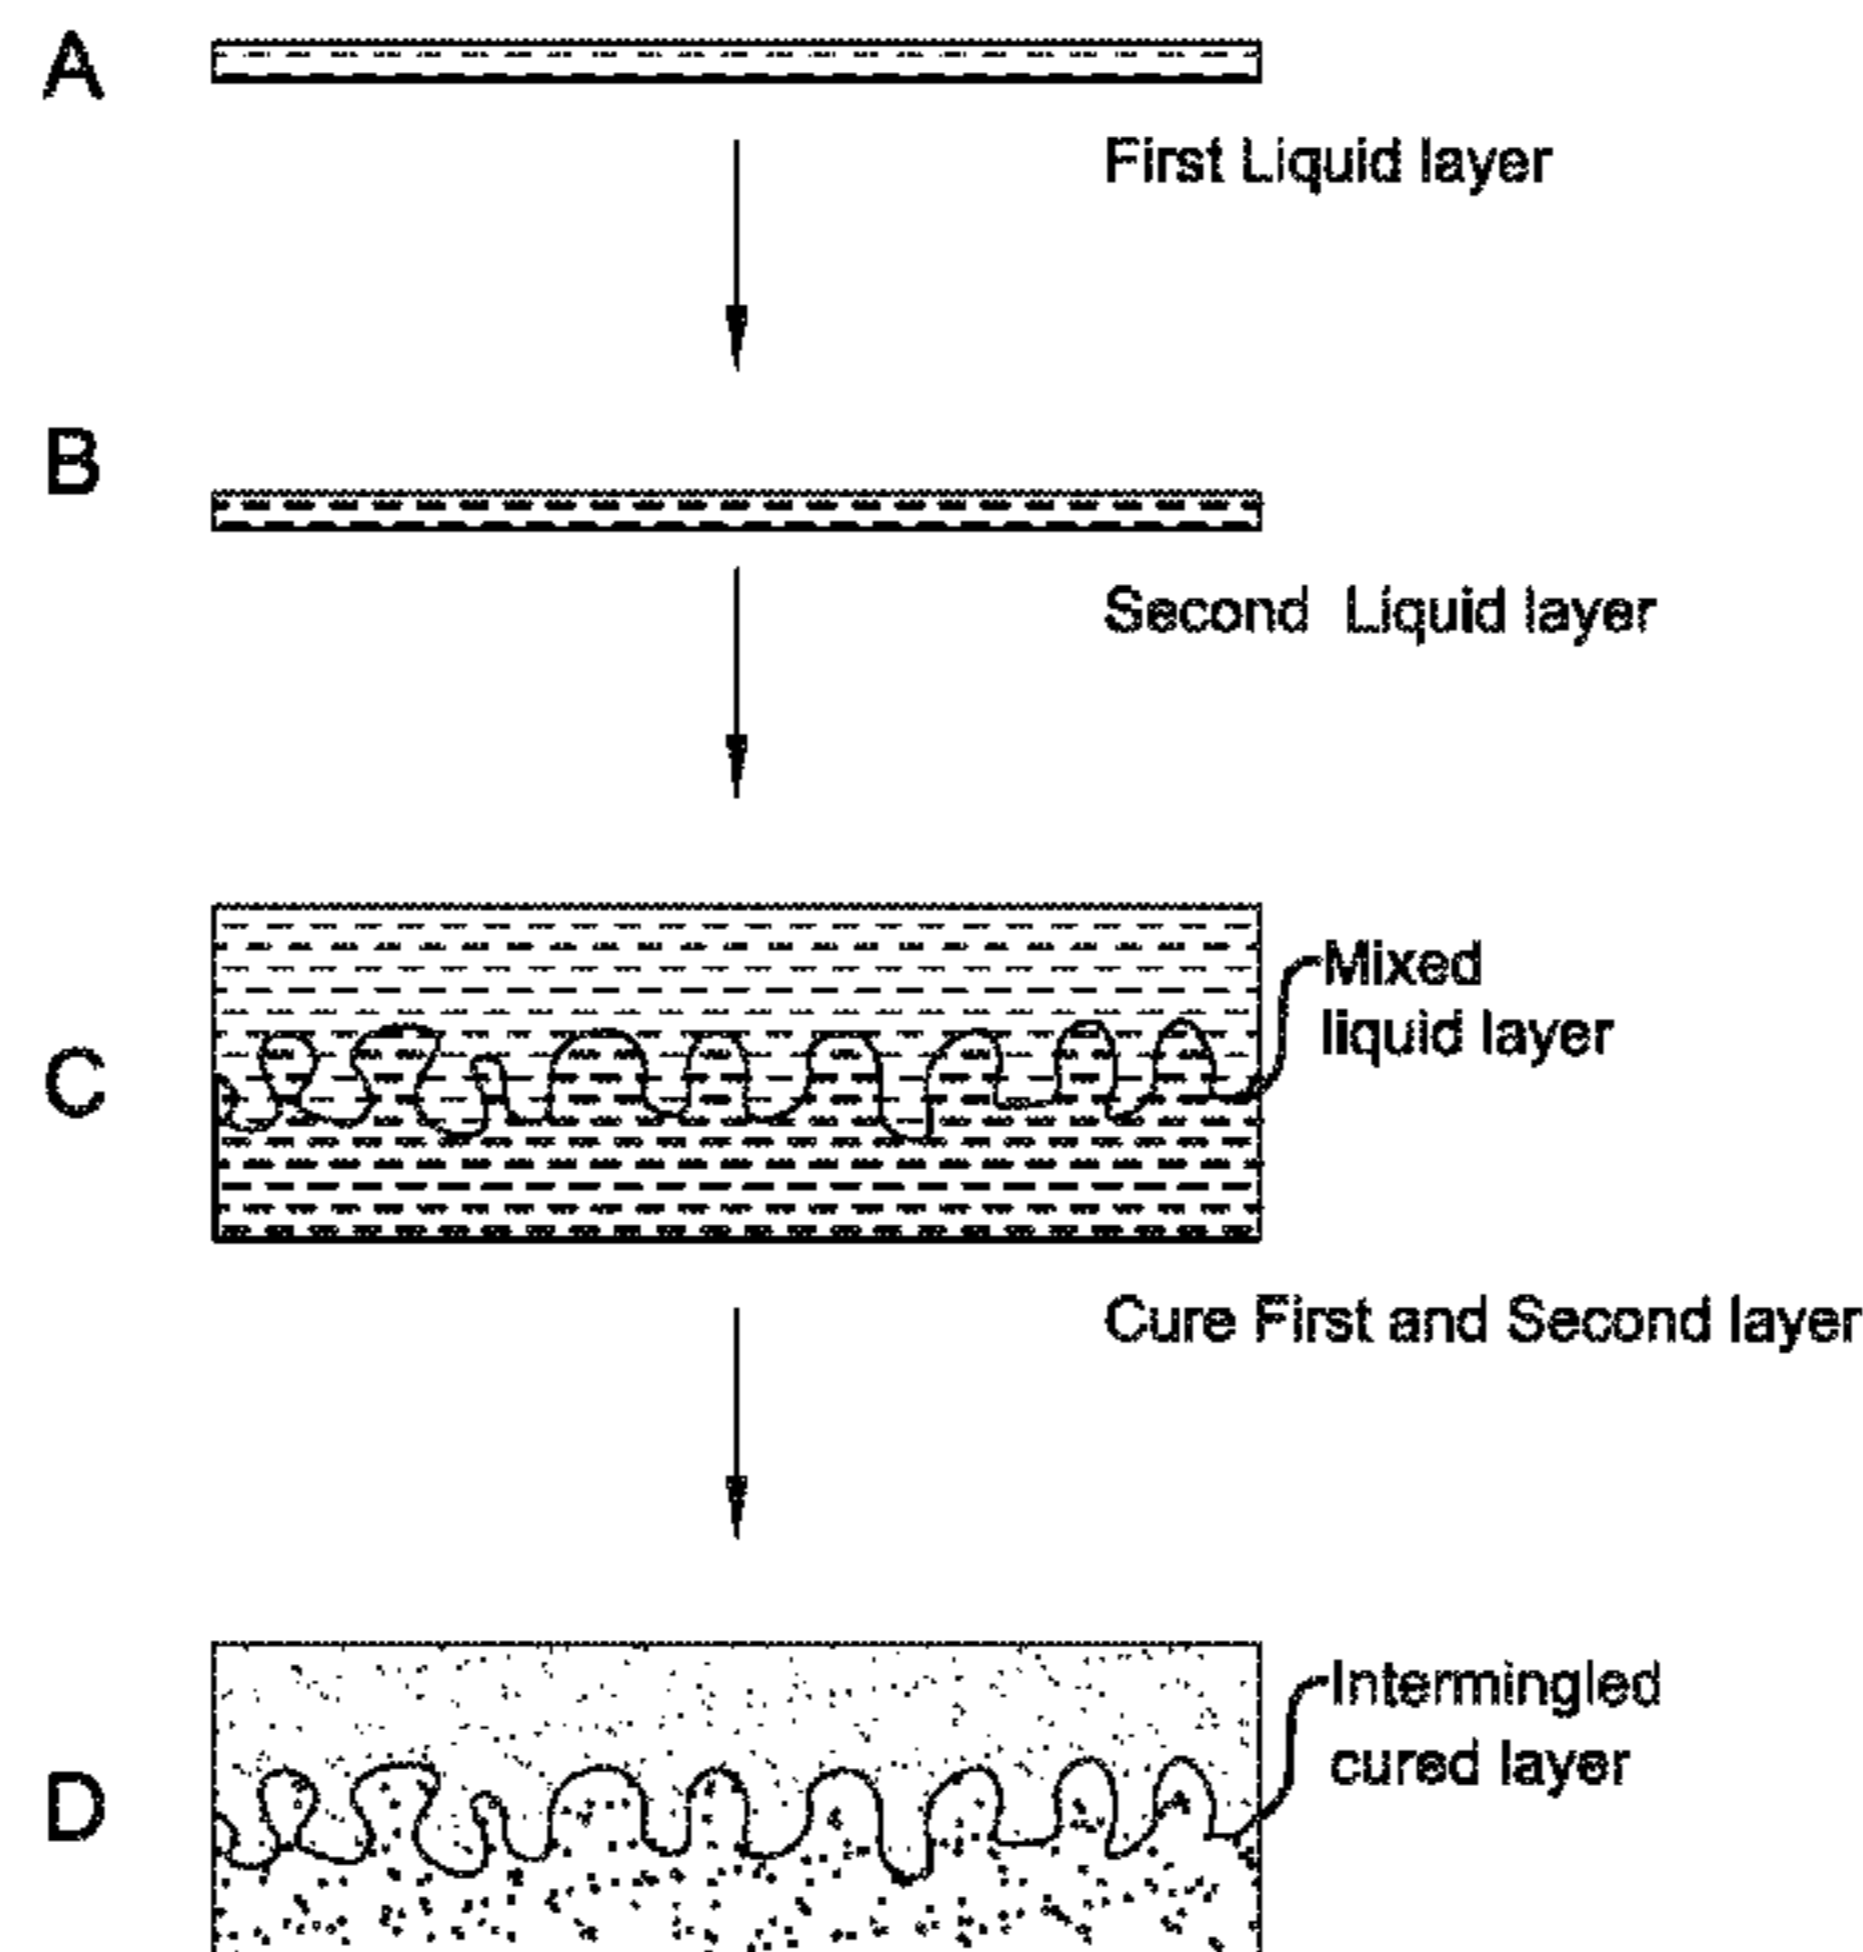 A
First Liquid layer
B
Second Liquid layer
Mixed
liquid layer
C
Cure First and Second layer
Intermingled
cured layer
D